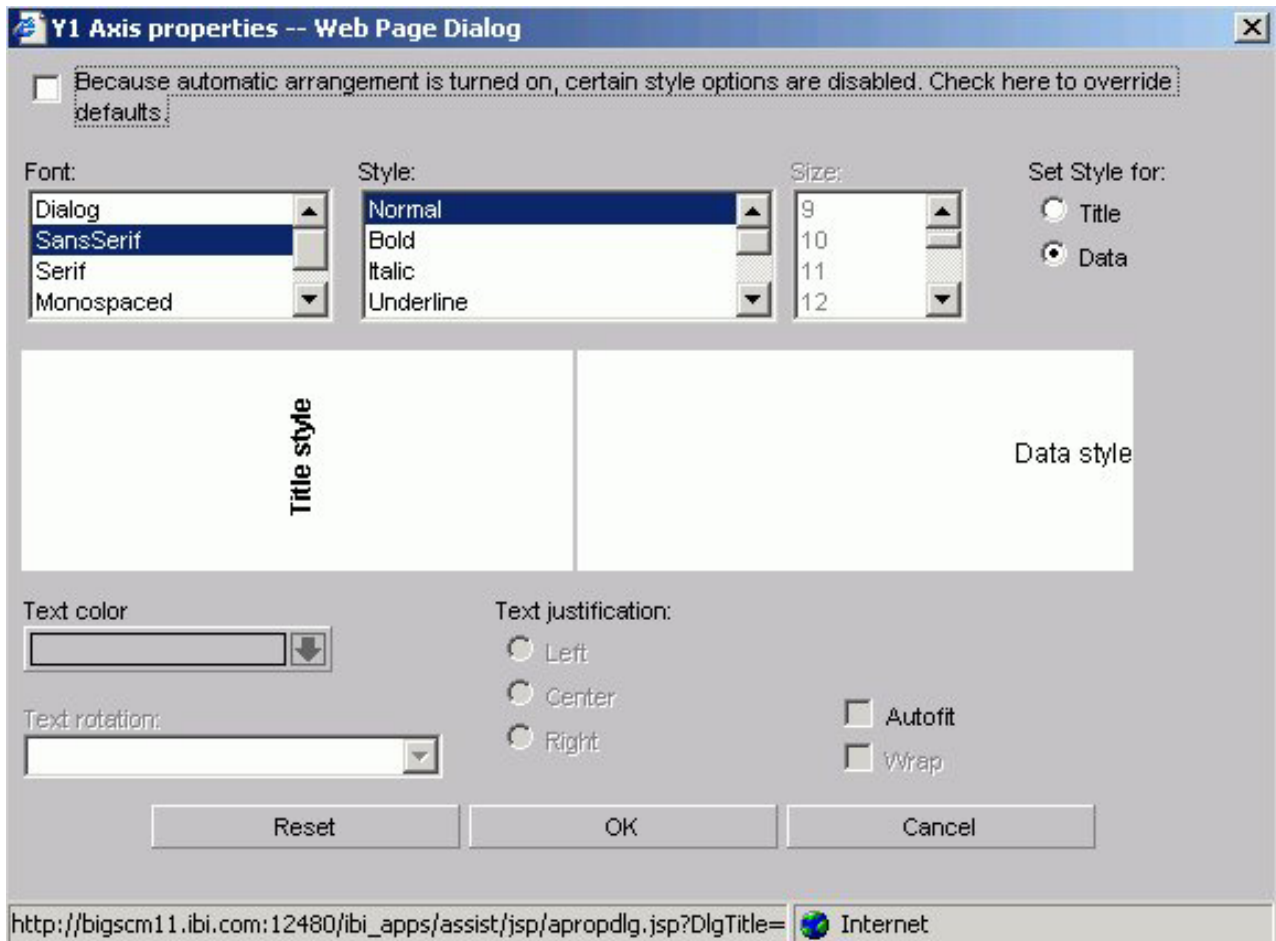 Y1 Axis properties -- Web Page Dialog
Because automatic arrangement is turned on, certain style options are disabled. Check here to override
defaults.
Font:
Style:
Size:
Set Style for:
Dialog
SansSerif
Serif
Monospaced
Normal
Bold
Italic
Underline
9
10
11
12
Title
Data
Title style
Data style
Text color
Text justification:
Left
Center
Right
Text rotation:
Autofit
Wrap
Reset
OK
Cancel
http://bigscm11.ibi.com:12480/ibi_apps/assist/jsp/apropdlg.jsp?DlgTitle=
Internet